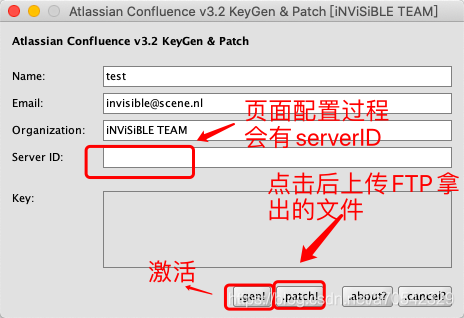 Atlassian Confluence v3.2 KeyGen & Patch [iNViSiBLE TEAM]
Atlassian Confluence v3.2 KeyGen & Patch
Name: test
Email: invisible@scene.nl
Organization: iNViSiBLE TEAM
页面配置过程
会有serverID
Server ID:
点击后上传FTP拿
出的文件
Key:
激活
.gen! .patch! .about? .cancel?